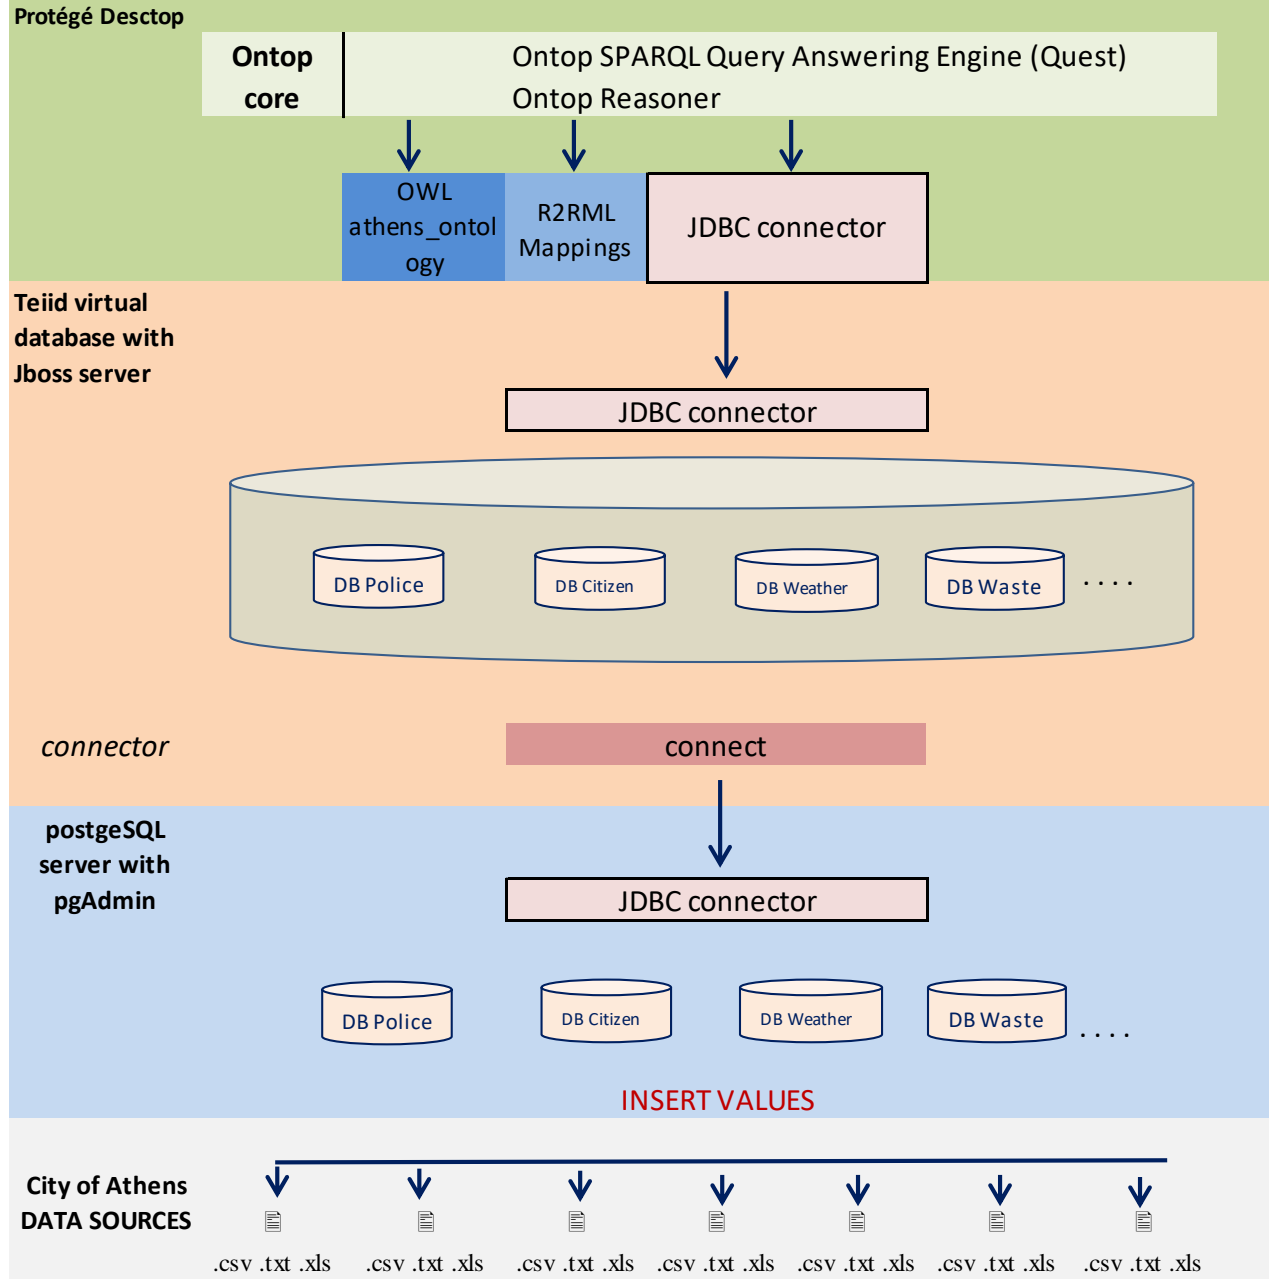 Protégé Desctop
Ontop
core
Ontop SPARQL Query Answering Engine (Quest)
Ontop Reasoner
OWL
athens_ontol
ogy
R2RML
Mappings
JDBC connector
Teiid virtual
database with
Jboss server
JDBC connector
DB Police
DB Citizen
DB Weather
DB Waste
. . . .
connector
connect
postgeSQL
server with
pgAdmin
JDBC connector
DB Police
DB Citizen
DB Weather
DB Waste
. . . .
INSERT VALUES
City of Athens
DATA SOURCES
.csv .txt .xls
.csv .txt .xls
.csv .txt .xls
.csv .txt .xls
.csv .txt .xls
.csv .txt .xls
.csv .txt .xls